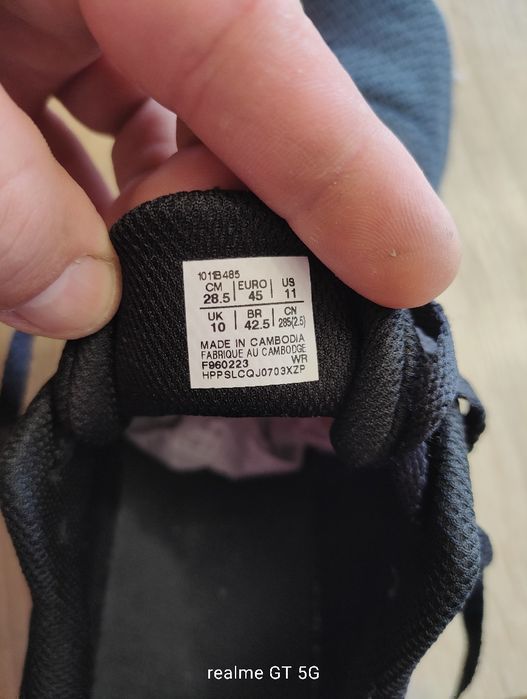 1011B485
CM EURO US
28.5 45 11
UK BR CN
10 42.5 285(2.5)
MADE IN CAMBODIA
FABRIQUE AU CAMBODGE
F960223 WR
HPPSLCQJ0703XZP
realme GT 5G